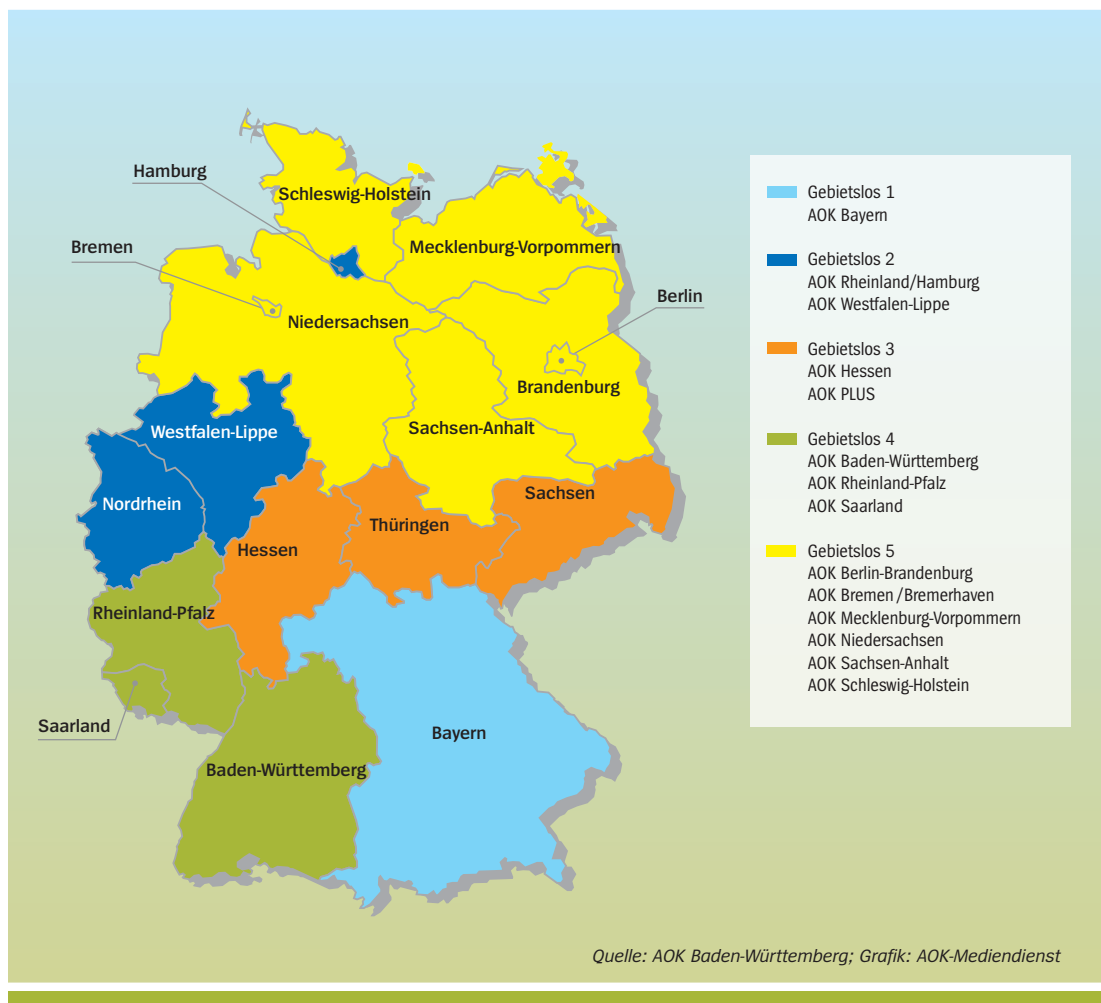 Hamburg
Schleswig-Holstein
Mecklenburg-Vorpommern
Bremen
Niedersachsen
Berlin
Brandenburg
Sachsen-Anhalt
Westfalen-Lippe
Nordrhein
Sachsen
Thüringen
Hessen
Rheinland-Pfalz
Saarland
Bayern
Baden-Württemberg
Gebietslos 1
AOK Bayern
Gebietslos 2
AOK Rheinland/Hamburg
AOK Westfalen-Lippe
Gebietslos 3
AOK Hessen
AOK PLUS
Gebietslos 4
AOK Baden-Württemberg
AOK Rheinland-Pfalz
AOK Saarland
Gebietslos 5
AOK Berlin-Brandenburg
AOK Bremen / Bremerhaven
AOK Mecklenburg-Vorpommern
AOK Niedersachsen
AOK Sachsen-Anhalt
AOK Schleswig-Holstein
Quelle: AOK Baden-Württemberg; Grafik: AOK-Mediendienst